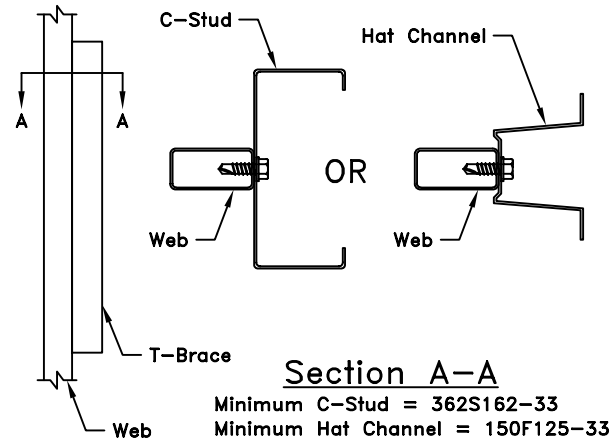 C-Stud
Hat Channel
A
A
OR
Web
Web
T-Brace
Web
Section A-A
Minimum C-Stud = 362S162-33
Minimum Hat Channel = 150F125-33